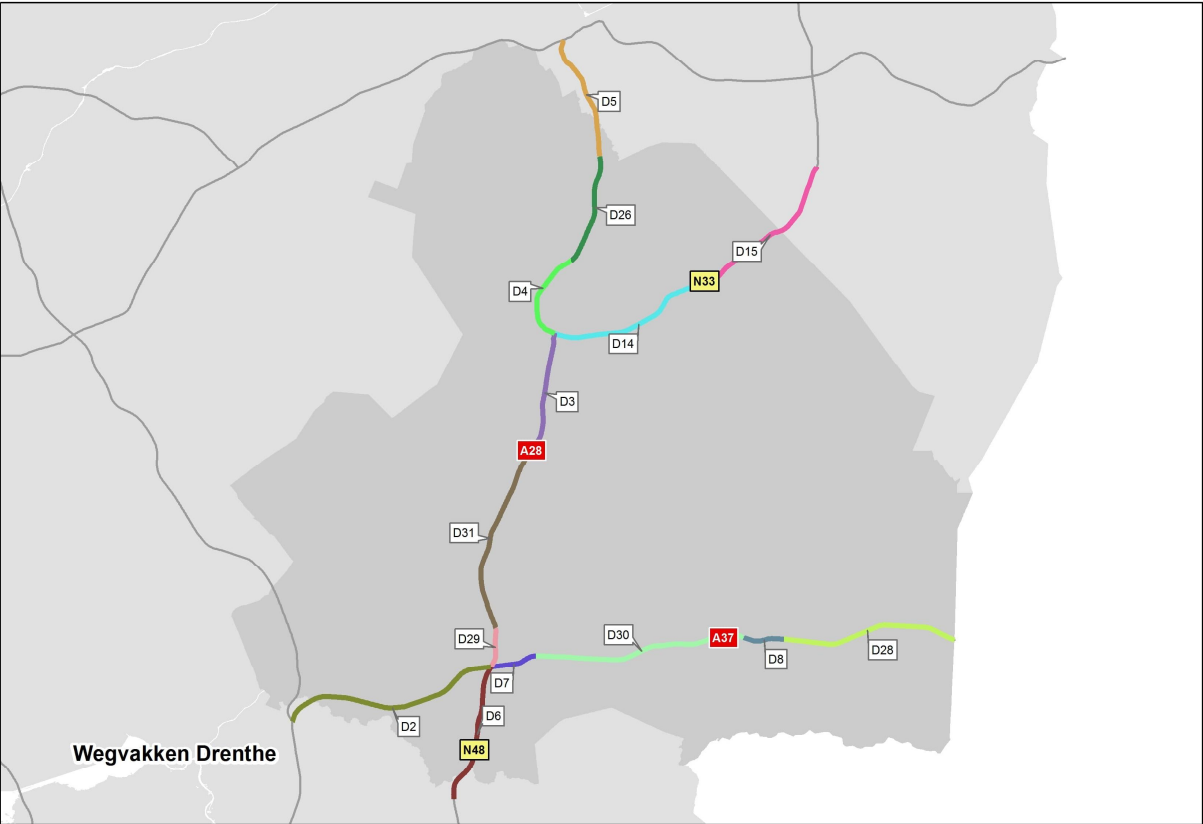 D5
D26
D15
N33
D4
D14
D3
A28
D31
D29
D30
A37
D8
D28
D7
D6
D2
N48
Wegvakken Drenthe